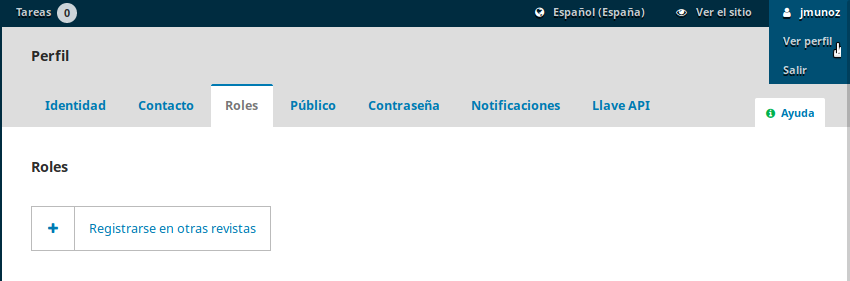 Tareas 0 Español (España) Ver el sitio jmunoz
Ver perfil
Salir
Perfil
Identidad Contacto Roles Público Contraseña Notificaciones Llave API
Ayuda
Roles
Registrarse en otras revistas